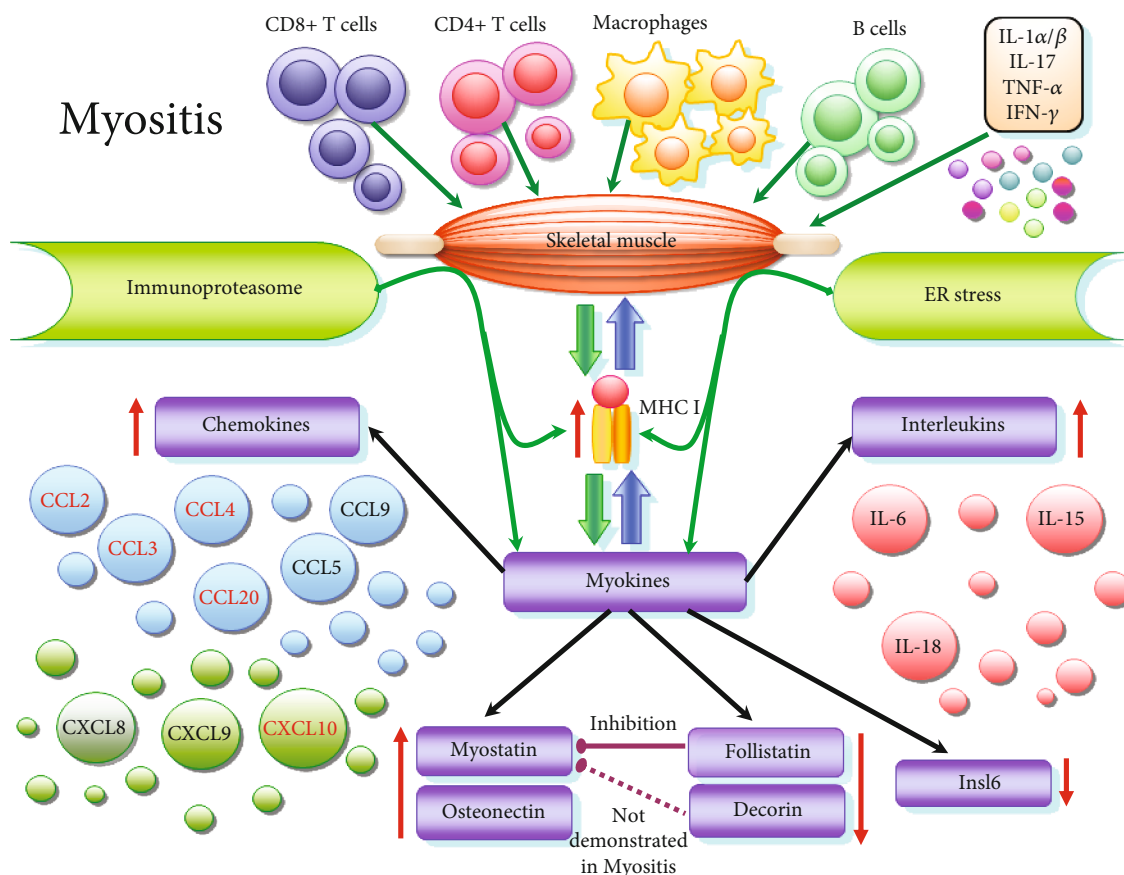 CD8+ T cells
CD4+ T cells
Macrophages
B cells
IL-1α/β
IL-17
TNF-α
IFN-γ
Myositis
Skeletal muscle
Immunoproteasome
ER stress
MHC I
Chemokines
Interleukins
CCL2
CCL4
CCL9
CCL3
CCL5
CCL20
IL-6
IL-15
IL-18
Myokines
CXCL8
CXCL9
CXCL10
Inhibition
Myostatin
Follistatin
Osteonectin
Decorin
Insl6
Not
demonstrated
in Myositis